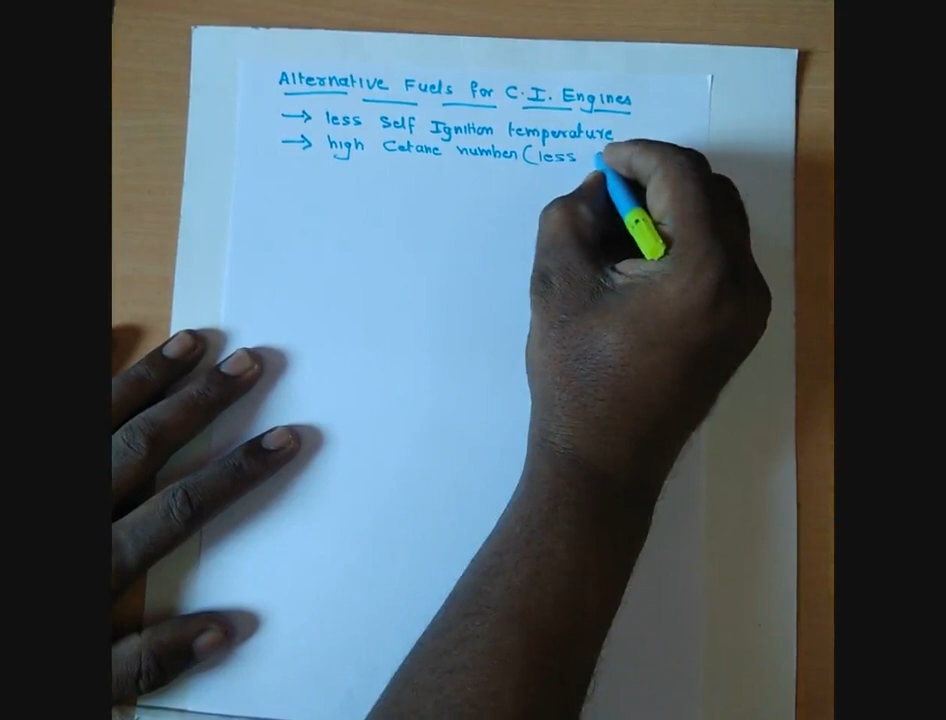 Alternative Fuels for C.I. Engines
→ less Self Ignition temperature
→ high Cetane number (less